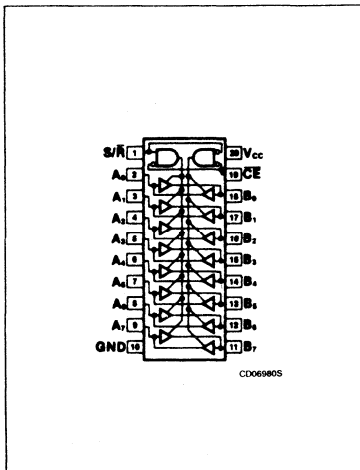 S/R̅ 1 20 V_CC
A₀ 2 19 C̅E̅
A₁ 3 18 B₀
A₂ 4 17 B₁
A₃ 5 16 B₂
A₄ 6 15 B₃
A₅ 7 14 B₄
A₆ 8 13 B₅
A₇ 9 12 B₆
GND 10 11 B₇
CD06980S